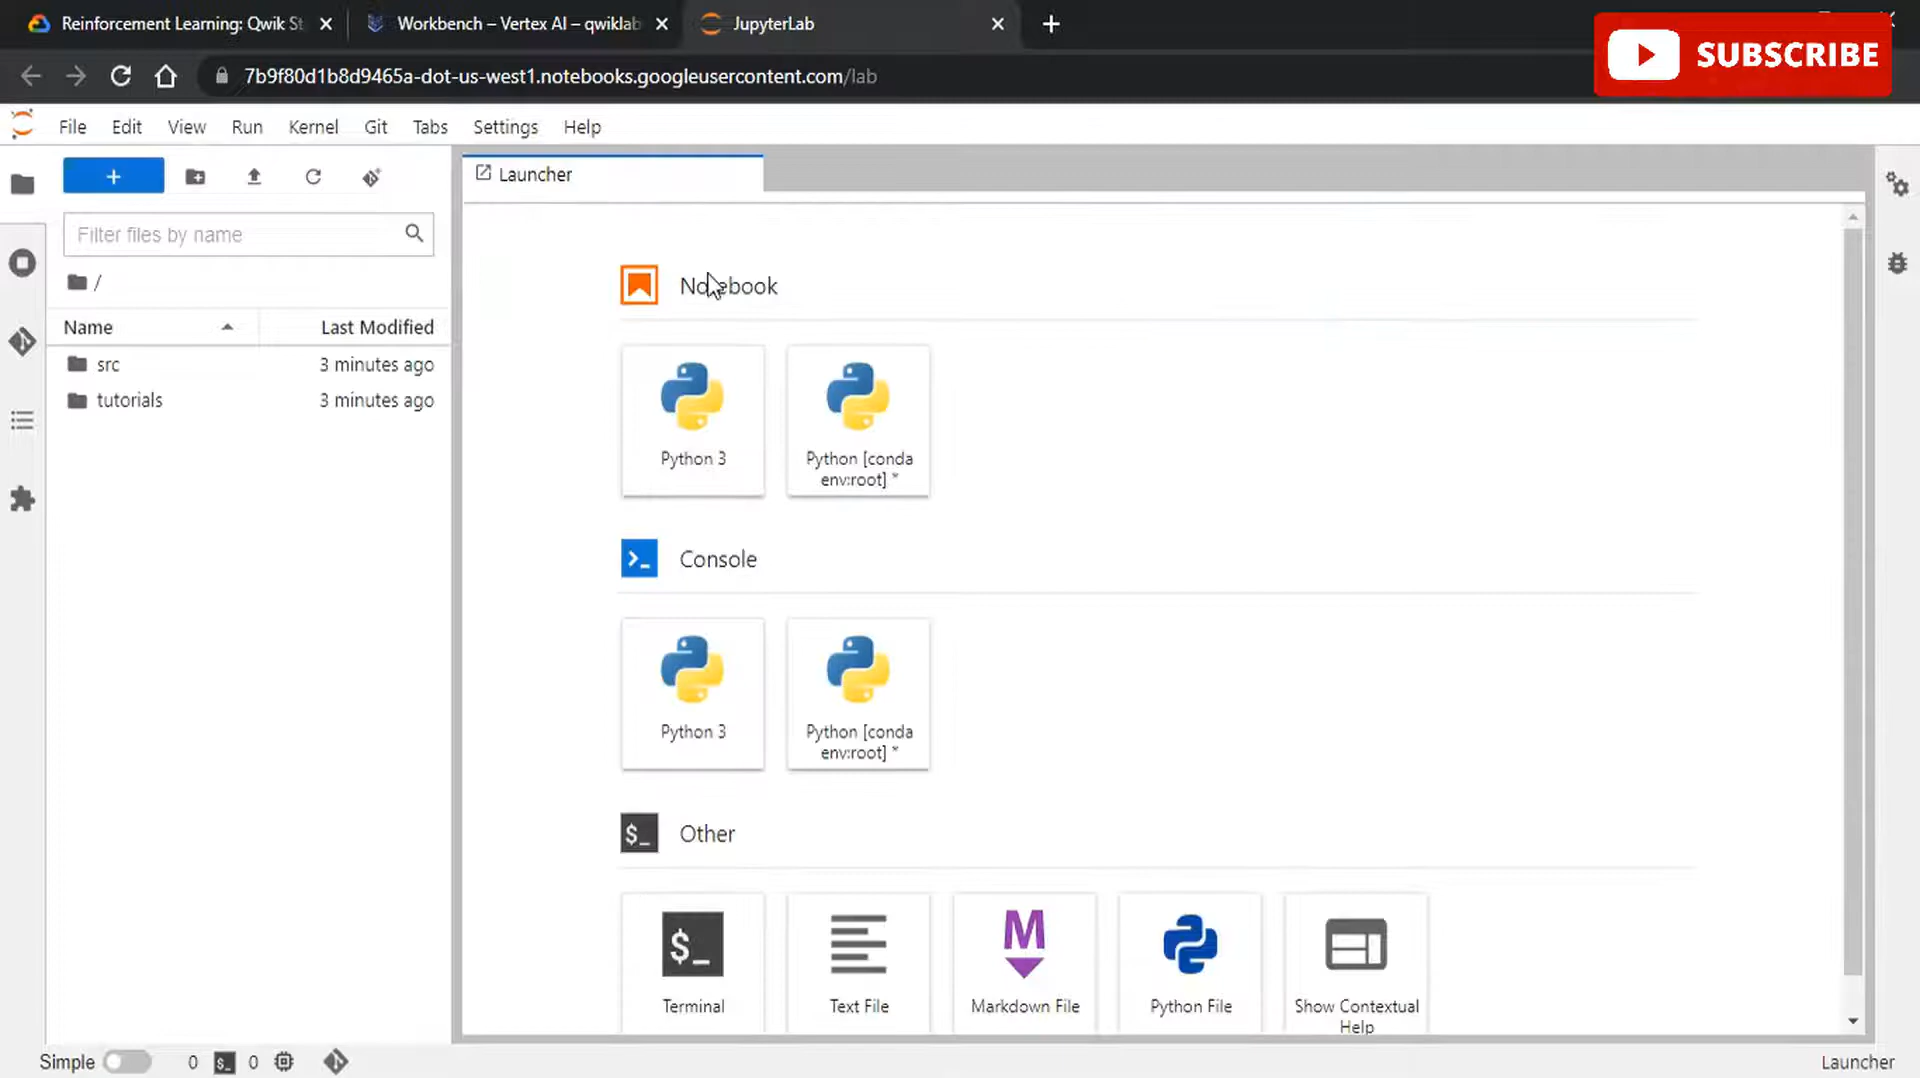 Reinforcement Learning: Qwik St
Workbench – Vertex AI – qwiklab
JupyterLab
SUBSCRIBE
7b9f80d1b8d9465a-dot-us-west1.notebooks.googleusercontent.com/lab
File Edit View Run Kernel Git Tabs Settings Help
Launcher
Filter files by name
/
Name Last Modified
src 3 minutes ago
tutorials 3 minutes ago
Notebook
Python 3
Python [conda
env:root] *
Console
Python 3
Python [conda
env:root] *
$_ Other
$_
Terminal
Text File
M
Markdown File
Python File
Show Contextual
Help
Simple 0 $_ 0
Launcher